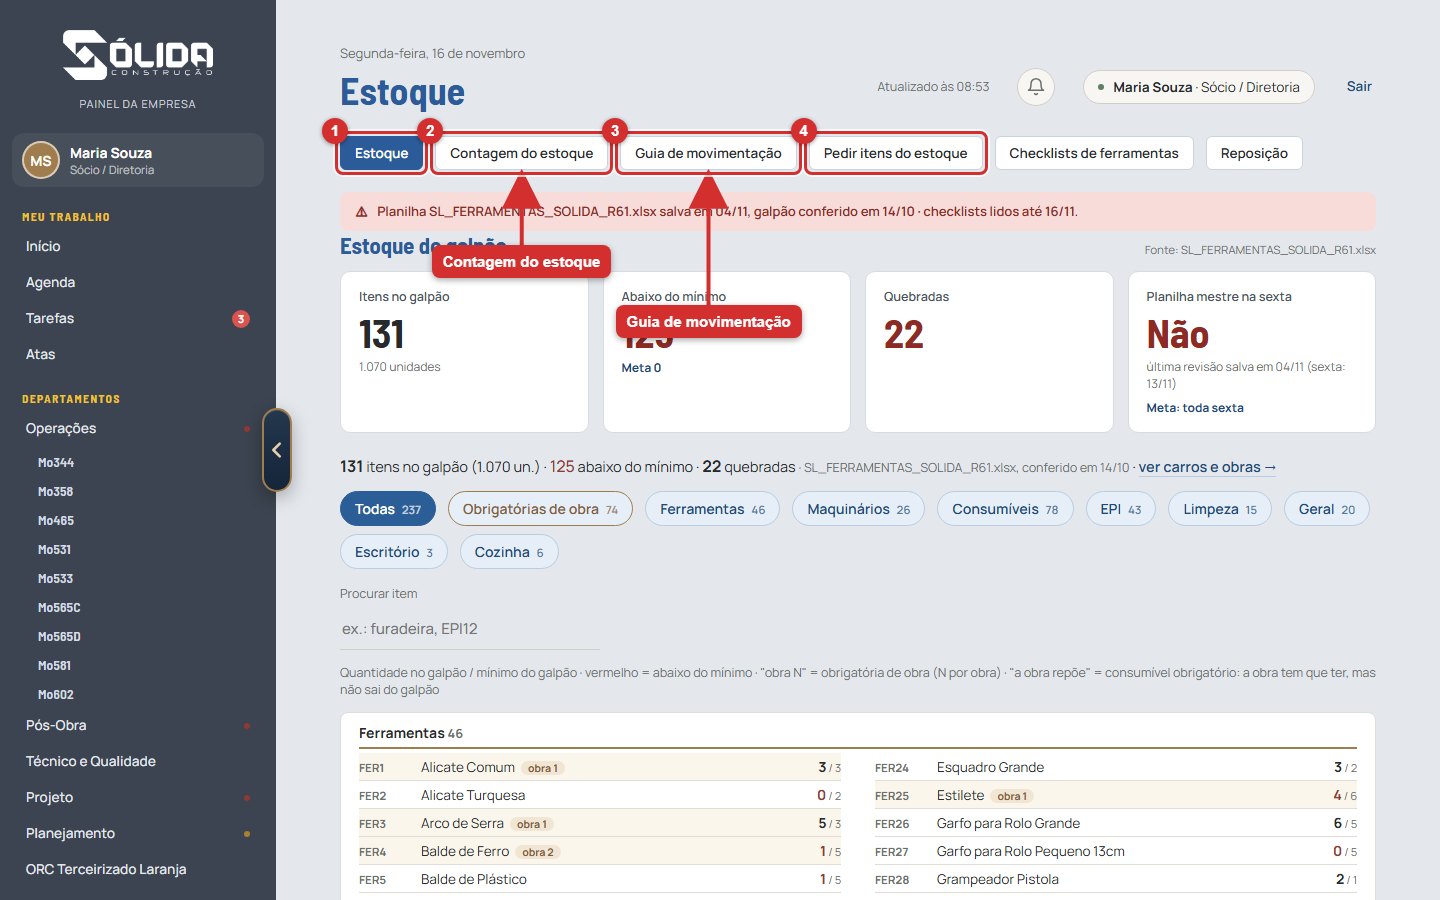 SÓLIDA
CONSTRUÇÃO
PAINEL DA EMPRESA
MS
Maria Souza
Sócio / Diretoria
MEU TRABALHO
Início
Agenda
Tarefas 3
Atas
DEPARTAMENTOS
Operações
Mo344
Mo358
Mo465
Mo531
Mo533
Mo565C
Mo565D
Mo581
Mo602
Pós-Obra
Técnico e Qualidade
Projeto
Planejamento
ORC Terceirizado Laranja
Segunda-feira, 16 de novembro
Estoque
Atualizado às 08:53
Maria Souza · Sócio / Diretoria
Sair
1 2 3 4
Estoque Contagem do estoque Guia de movimentação Pedir itens do estoque Checklists de ferramentas Reposição
Planilha SL_FERRAMENTAS_SOLIDA_R61.xlsx salva em 04/11, galpão conferido em 14/10 · checklists lidos até 16/11.
Estoque do galpão
Fonte: SL_FERRAMENTAS_SOLIDA_R61.xlsx
Contagem do estoque
Guia de movimentação
Itens no galpão
131
1.070 unidades
Abaixo do mínimo
125
Meta 0
Quebradas
22
Planilha mestre na sexta
Não
última revisão salva em 04/11 (sexta:
13/11)
Meta: toda sexta
131 itens no galpão (1.070 un.) · 125 abaixo do mínimo · 22 quebradas · SL_FERRAMENTAS_SOLIDA_R61.xlsx, conferido em 14/10 · ver carros e obras →
Todas 237 Obrigatórias de obra 74 Ferramentas 46 Maquinários 26 Consumíveis 78 EPI 43 Limpeza 15 Geral 20
Escritório 3 Cozinha 6
Procurar item
ex.: furadeira, EPI12
Quantidade no galpão / mínimo do galpão · vermelho = abaixo do mínimo · "obra N" = obrigatória de obra (N por obra) · "a obra repõe" = consumível obrigatório: a obra tem que ter, mas
não sai do galpão
Ferramentas 46
FER1 Alicate Comum obra 1 3 / 3
FER2 Alicate Turquesa 0 / 2
FER3 Arco de Serra obra 1 5 / 3
FER4 Balde de Ferro obra 2 1 / 5
FER5 Balde de Plástico 1 / 5
FER24 Esquadro Grande 3 / 2
FER25 Estilete obra 1 4 / 6
FER26 Garfo para Rolo Grande 6 / 5
FER27 Garfo para Rolo Pequeno 13cm 0 / 5
FER28 Grampeador Pistola 2 / 1